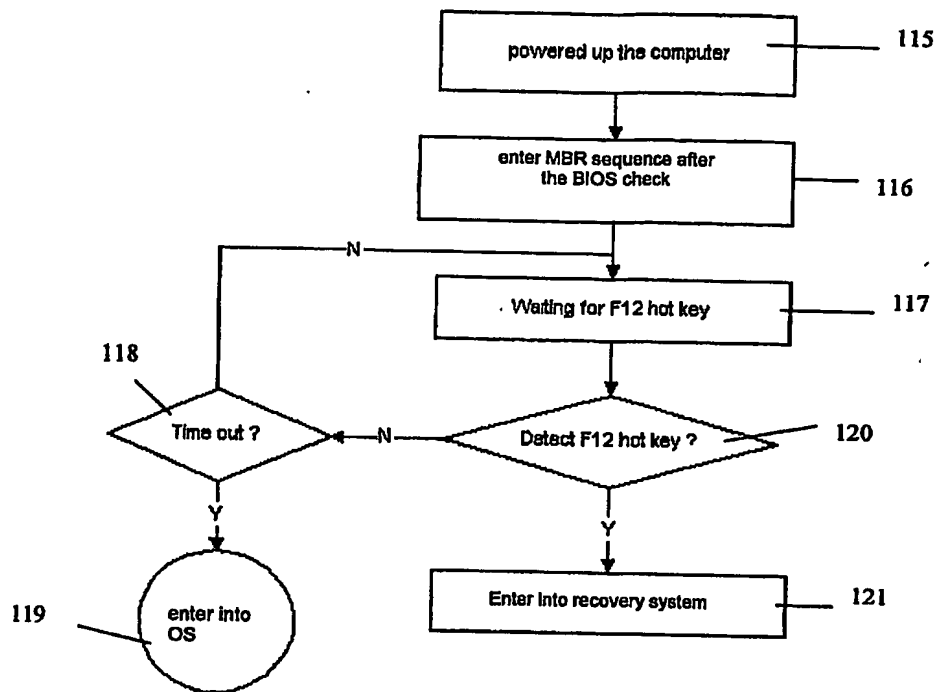 powered up the computer
115
enter MBR sequence after
the BIOS check
116
N
Waiting for F12 hot key
117
118
Time out ?
N
Detect F12 hot key ?
120
Y
Y
119
enter into
OS
Enter into recovery system
121